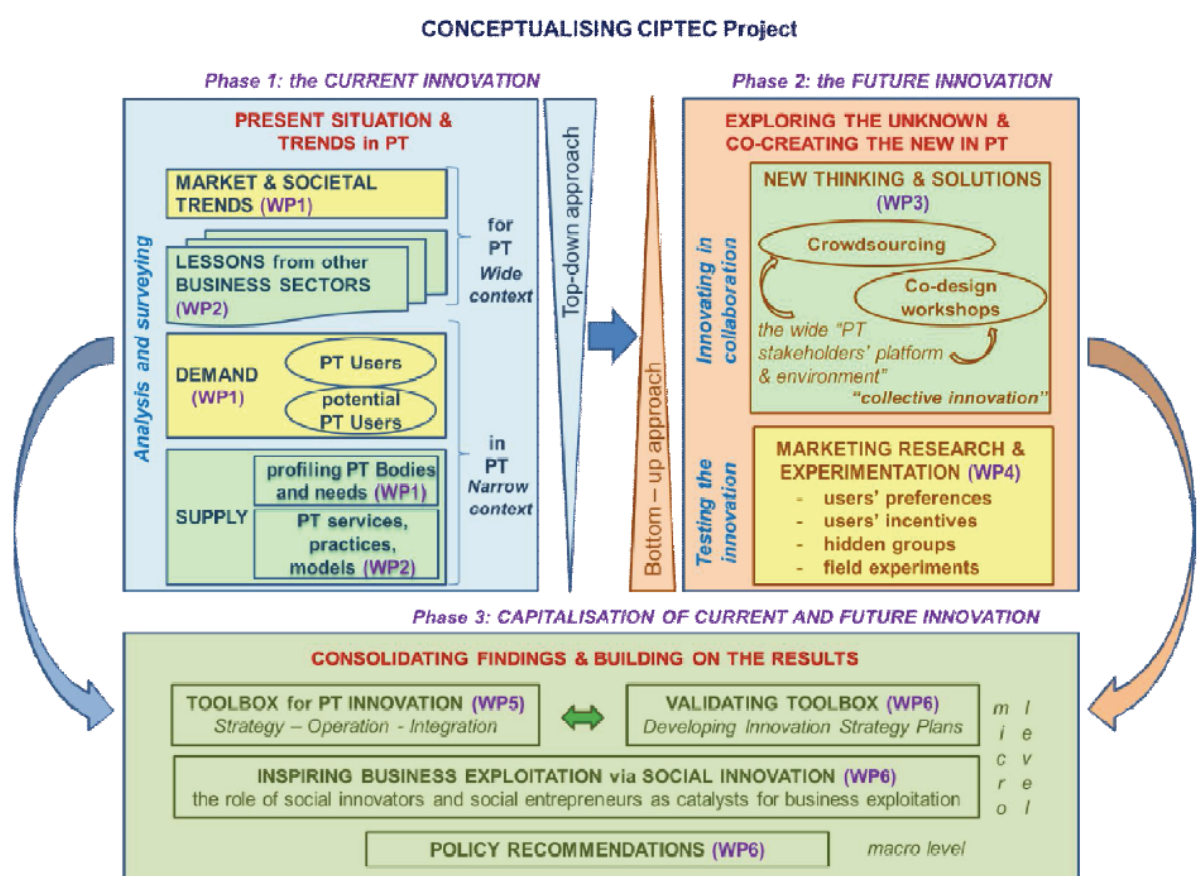 CONCEPTUALISING CIPTEC Project
Phase 1: the CURRENT INNOVATION
PRESENT SITUATION &
TRENDS in PT
Analysis and surveying
MARKET & SOCIETAL
TRENDS (WP1)
LESSONS from other
BUSINESS SECTORS
(WP2)
for
PT
Wide
context
DEMAND
(WP1)
PT Users
potential
PT Users
SUPPLY
profiling PT Bodies
and needs (WP1)
PT services,
practices,
models (WP2)
in
PT
Narrow
context
Top-down approach
Bottom – up approach
Phase 2: the FUTURE INNOVATION
EXPLORING THE UNKNOWN &
CO-CREATING THE NEW IN PT
Innovating in
collaboration
NEW THINKING & SOLUTIONS
(WP3)
Crowdsourcing
Co-design
workshops
the wide "PT
stakeholders' platform
& environment"
"collective innovation"
Testing the
innovation
MARKETING RESEARCH &
EXPERIMENTATION (WP4)
- users' preferences
- users' incentives
- hidden groups
- field experiments
Phase 3: CAPITALISATION OF CURRENT AND FUTURE INNOVATION
CONSOLIDATING FINDINGS & BUILDING ON THE RESULTS
TOOLBOX for PT INNOVATION (WP5)
Strategy – Operation - Integration
VALIDATING TOOLBOX (WP6)
Developing Innovation Strategy Plans
INSPIRING BUSINESS EXPLOITATION via SOCIAL INNOVATION (WP6)
the role of social innovators and social entrepreneurs as catalysts for business exploitation
micro
level
POLICY RECOMMENDATIONS (WP6)
macro level